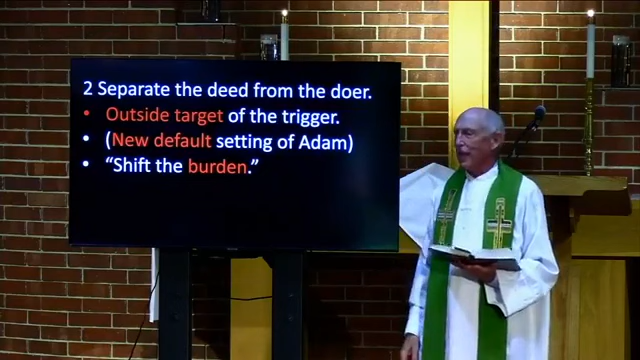 2 Separate the deed from the doer.
• Outside target of the trigger.
• (New default setting of Adam)
• “Shift the burden.”